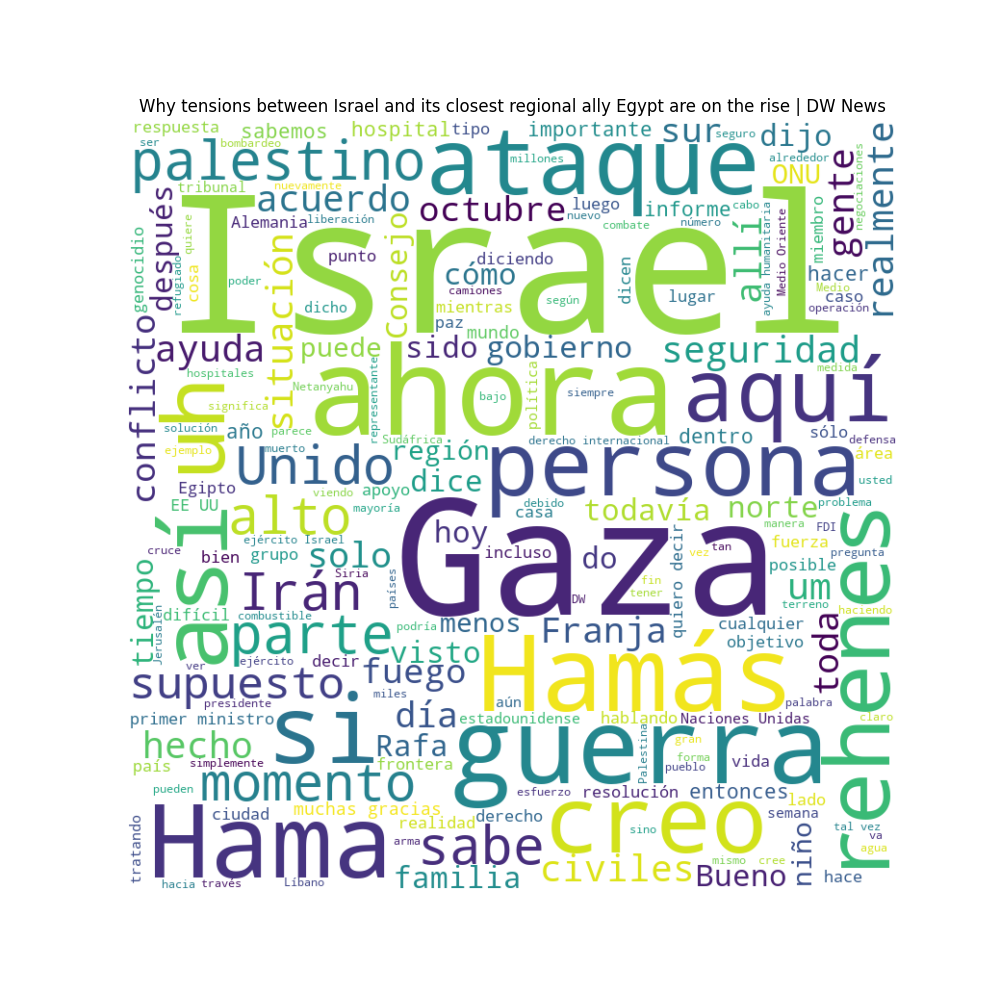 Why tensions between Israel and its closest regional ally Egypt are on the rise | DW News
respuesta
sabemos
hospital
tipo
importante
sur
seguro
dijo
realmente
ser
bombardeo
palestino
ataque
millones
alrededor
ONU
gente
negociaciones
tribunal
nuevamente
después
acuerdo
octubre
luego
nuevo
informe
cabo
número
allí
ayuda humanitaria
Medio Oriente
miembro
genocidio
refugiado
quiere
cosa
Israel
Alemania
liberación
combate
situación
punto
Consejo
cómo
diciendo
dicen
lugar
hacer
Medio
caso
operación
poder
dicho
camiones
mientras
según
paz
mundo
conflicto
ayuda
puede
sido
gobierno
seguridad
medida
hospitales
uh
Netanyahu
representante
ahora
bajo
política
siempre
aquí
significa
solución
ejemplo
año
parece
Sudáfrica
derecho internacional
dentro
sólo
defensa
muerto
región
área
Unido
persona
Egipto
dice
usted
EE UU
viendo
apoyo
mayoría
debido
casa
todavía
norte
problema
así
alto
Gaza
hoy
manera
FDI
ejército Israel
cruce
bien
grupo
solo
incluso
do
quiero decir
vez
tan
fuerza
pregunta
tiempo
Jerusalén
Irán
Siria
países
DW
fin
tener
posible
um
terreno
rehenes
difícil
combustible
haciendo
parte
podría
menos
Franja
cualquier
objetivo
toda
ver
ejército
decir
visto
Hamás
supuesto
fuego
presidente
miles
aún
palabra
primer ministro
si
día
estadounidense
hablando
Naciones Unidas
claro
hecho
Rafa
guerra
Palestina
gran
forma
pueblo
vida
país
simplemente
frontera
pueden
momento
esfuerzo
resolución
entonces
lado
Hama
ciudad
muchas gracias
realidad
derecho
creo
semana
tal vez
va
tratando
arma
sabe
sino
agua
niño
hacia
través
Líbano
familia
civiles
mismo
cree
Bueno
hace